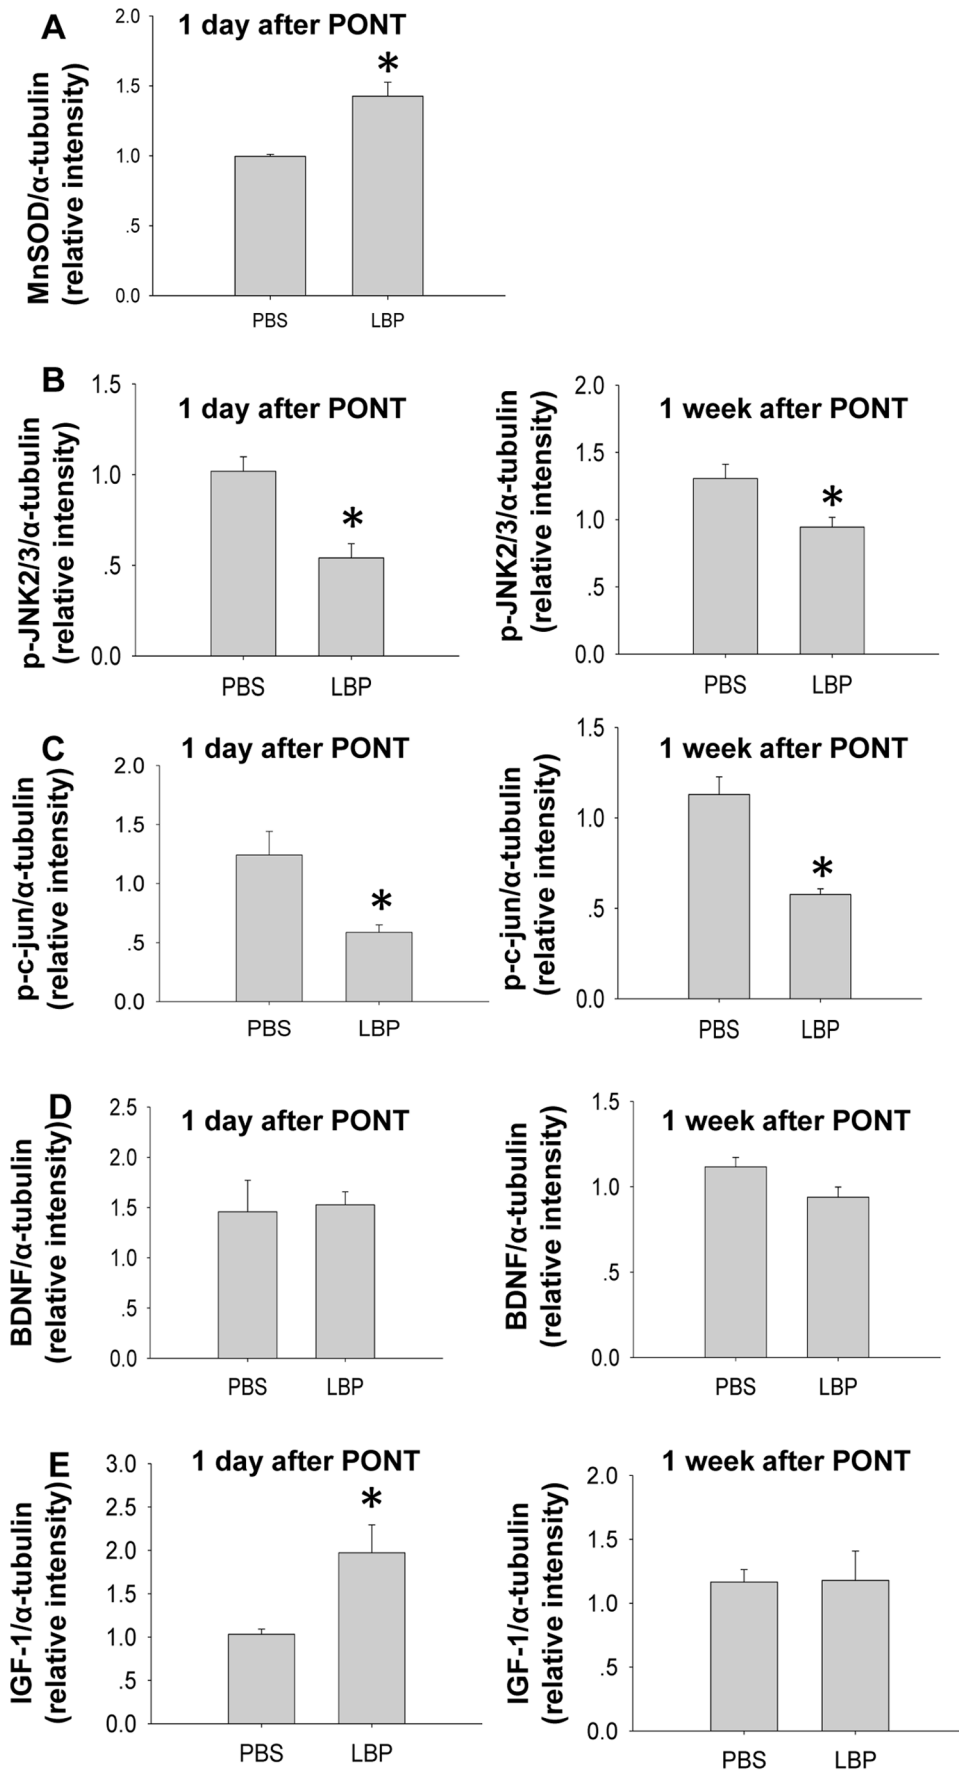 A
1 day after PONT
MnSOD/α-tubulin
(relative intensity)
2.0
1.5
1.0
.5
0.0
*
PBS
LBP
B
1 day after PONT
p-JNK2/3/α-tubulin
(relative intensity)
1.5
1.0
.5
0.0
*
PBS
LBP
1 week after PONT
p-JNK2/3/α-tubulin
(relative intensity)
2.0
1.5
1.0
.5
0.0
*
PBS
LBP
C
1 day after PONT
p-c-jun/α-tubulin
(relative intensity)
2.0
1.5
1.0
.5
0.0
*
PBS
LBP
1 week after PONT
p-c-jun/α-tubulin
(relative intensity)
1.5
1.0
.5
0.0
*
PBS
LBP
D
1 day after PONT
BDNF/α-tubulin
(relative intensity)
2.5
2.0
1.5
1.0
.5
0.0
PBS
LBP
1 week after PONT
BDNF/α-tubulin
(relative intensity)
1.5
1.0
.5
0.0
PBS
LBP
E
1 day after PONT
IGF-1/α-tubulin
(relative intensity)
3.0
2.5
2.0
1.5
1.0
.5
0.0
*
PBS
LBP
1 week after PONT
IGF-1/α-tubulin
(relative intensity)
2.0
1.5
1.0
.5
0.0
PBS
LBP